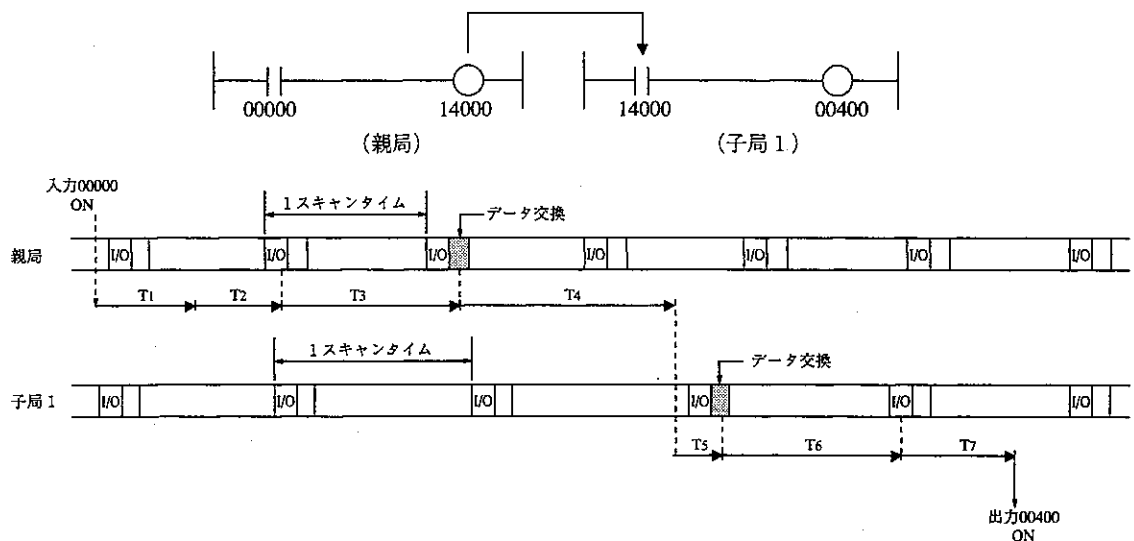 00000
14000
14000
00400
(親局)
(子局1)
入力00000
ON
1スキャンタイム
データ交換
親局
I/O
I/O
I/O
I/O
I/O
I/O
I/O
T1
T2
T3
T4
1スキャンタイム
データ交換
子局1
I/O
I/O
I/O
I/O
I/O
I/O
T5
T6
T7
出力00400
ON